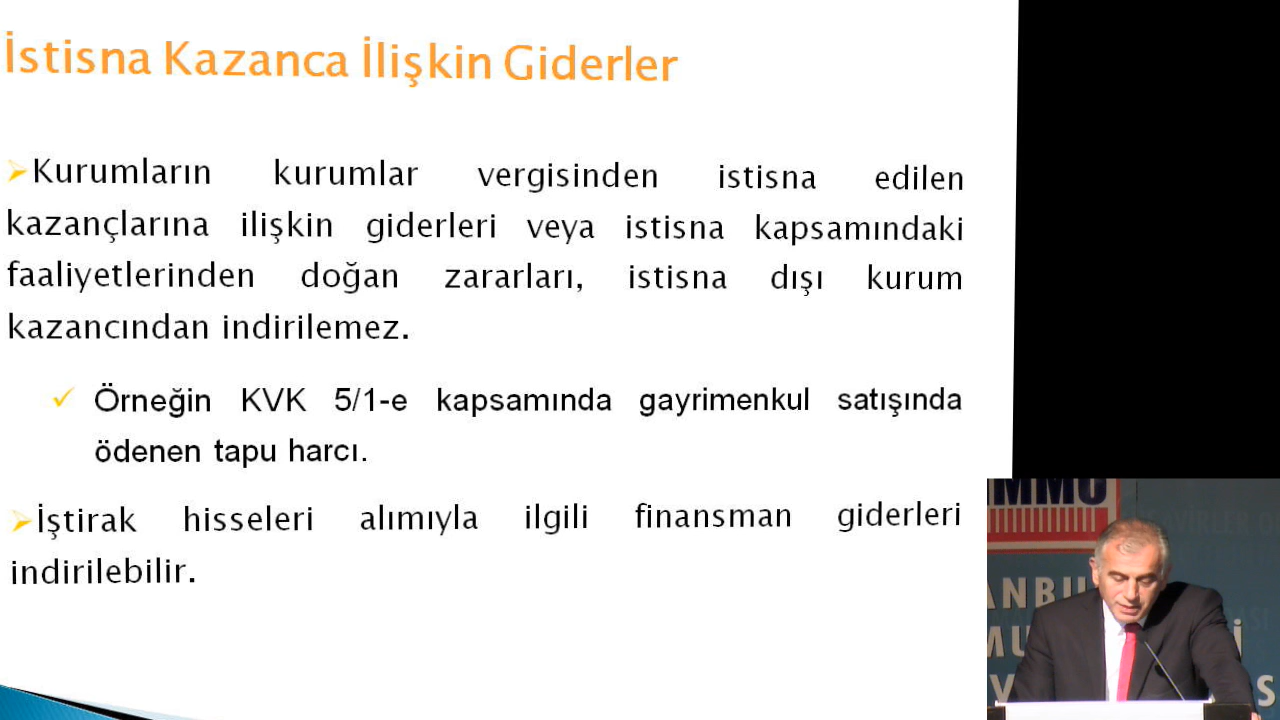 İstisna Kazanca İlişkin Giderler
Kurumların kurumlar vergisinden istisna edilen
kazançlarına ilişkin giderleri veya istisna kapsamındaki
faaliyetlerinden doğan zararları, istisna dışı kurum
kazancından indirilemez.
Örneğin KVK 5/1-e kapsamında gayrimenkul satışında
ödenen tapu harcı.
İştirak hisseleri alımıyla ilgili finansman giderleri
indirilebilir.